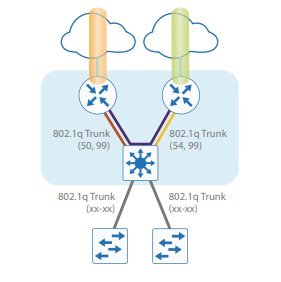 802.1q Trunk
(50, 99)
802.1q Trunk
(54, 99)
802.1q Trunk
(xx-xx)
802.1q Trunk
(xx-xx)